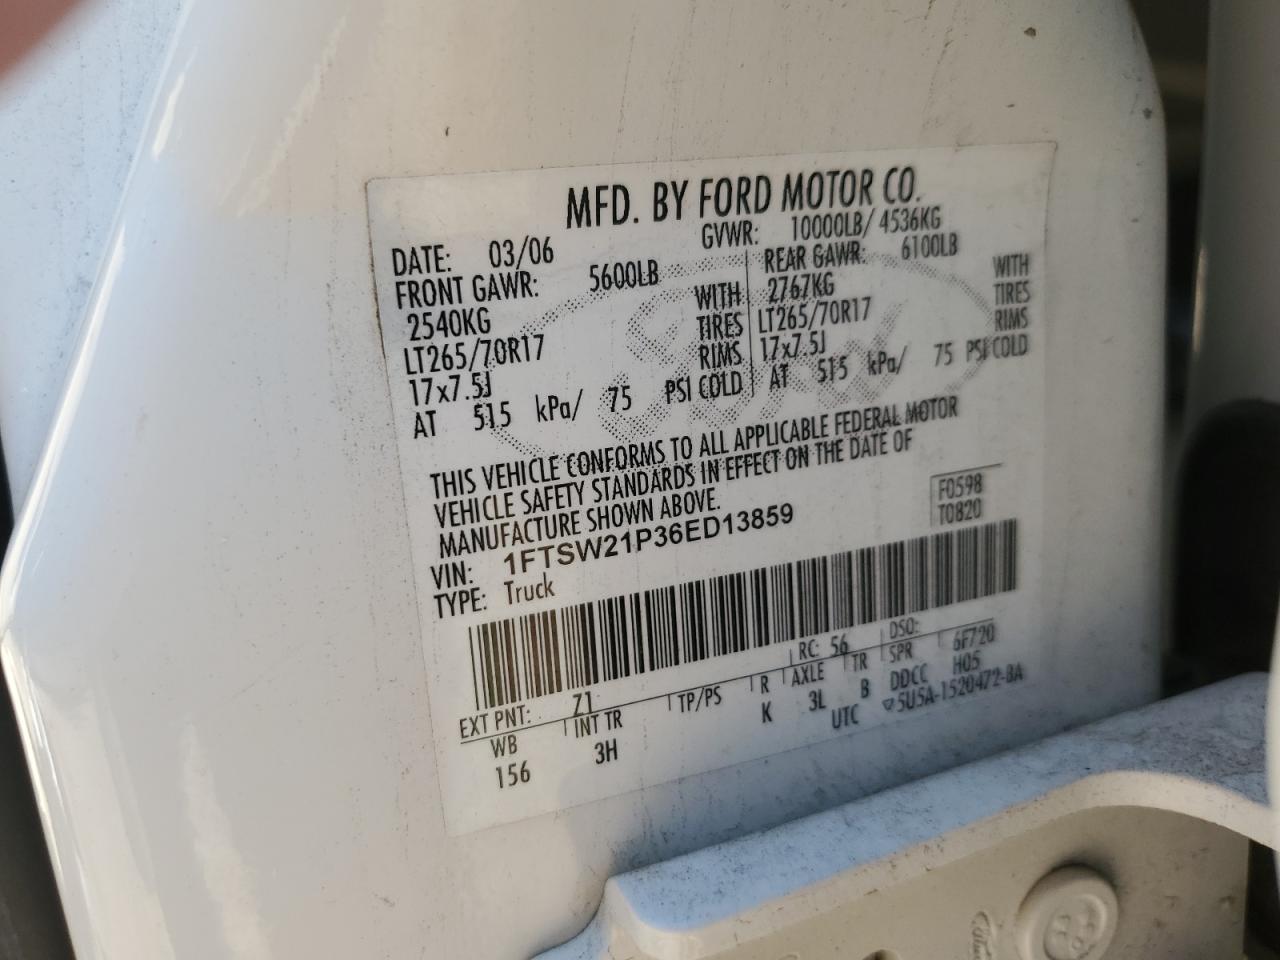 MFD. BY FORD MOTOR CO.
DATE: 03/06 GVWR: 10000LB/ 4536KG
FRONT GAWR: 5600LB REAR GAWR: 6100LB
2540KG WITH 2767KG WITH
LT265/70R17 TIRES LT265/70R17 TIRES
17x7.5J RIMS 17x7.5J RIMS
AT 515 kPa/ 75 PSI COLD AT 515 kPa/ 75 PSI COLD
THIS VEHICLE CONFORMS TO ALL APPLICABLE FEDERAL MOTOR
VEHICLE SAFETY STANDARDS IN EFFECT ON THE DATE OF
MANUFACTURE SHOWN ABOVE.
VIN: 1FTSW21P36ED13859 F0598
TYPE: Truck T0820
EXT PNT: Z1 RC: 56 DSO: 6F720
WB INT TR TP/PS R AXLE TR SPR
156 3H K 3L B DDCC H05
UTC ▽5U5A-1520472-BA